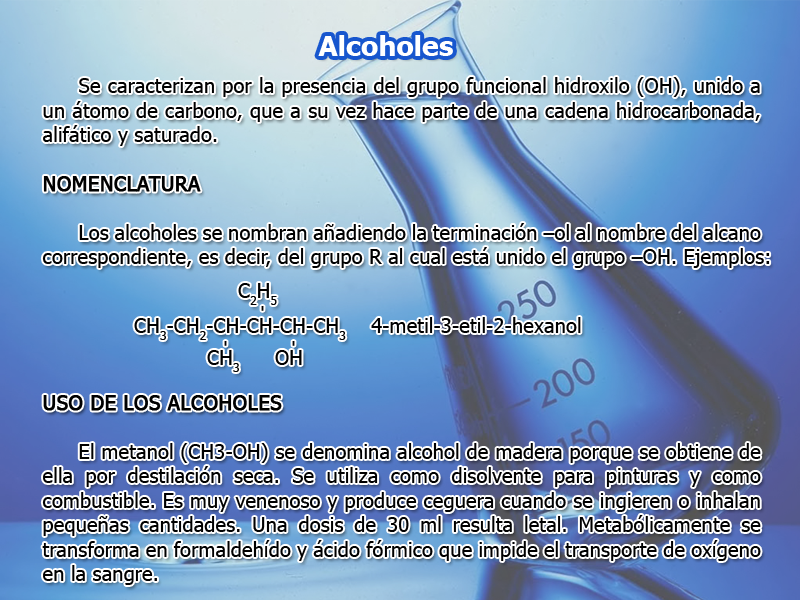 Alcoholes
Se caracterizan por la presencia del grupo funcional hidroxilo (OH), unido a
un átomo de carbono, que a su vez hace parte de una cadena hidrocarbonada,
alifático y saturado.
NOMENCLATURA
Los alcoholes se nombran añadiendo la terminación –ol al nombre del alcano
correspondiente, es decir, del grupo R al cual está unido el grupo –OH. Ejemplos:
C₂H₅
250
CH₃-CH₂-CH-CH-CH-CH₃ 4-metil-3-etil-2-hexanol
CH₃ OH
200
USO DE LOS ALCOHOLES
150
El metanol (CH3-OH) se denomina alcohol de madera porque se obtiene de
ella por destilación seca. Se utiliza como disolvente para pinturas y como
combustible. Es muy venenoso y produce ceguera cuando se ingieren o inhalan
pequeñas cantidades. Una dosis de 30 ml resulta letal. Metabólicamente se
transforma en formaldehído y ácido fórmico que impide el transporte de oxígeno
en la sangre.